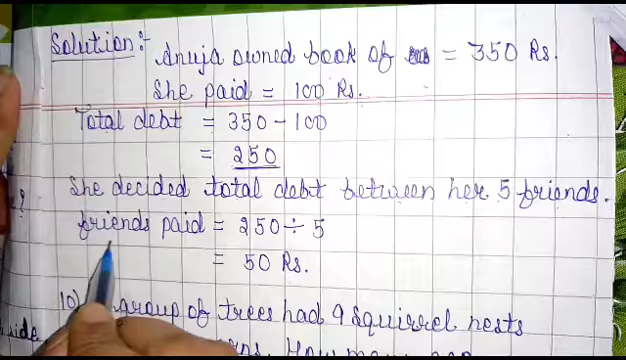 Solution:-
Anuja owned book of = 350 Rs.
She paid = 100 Rs.
Total debt = 350 - 100
= 250
She decided total debt between her 5 friends.
friends paid = 250 ÷ 5
= 50 Rs.
10) group of trees had 9 squirrel nests
side